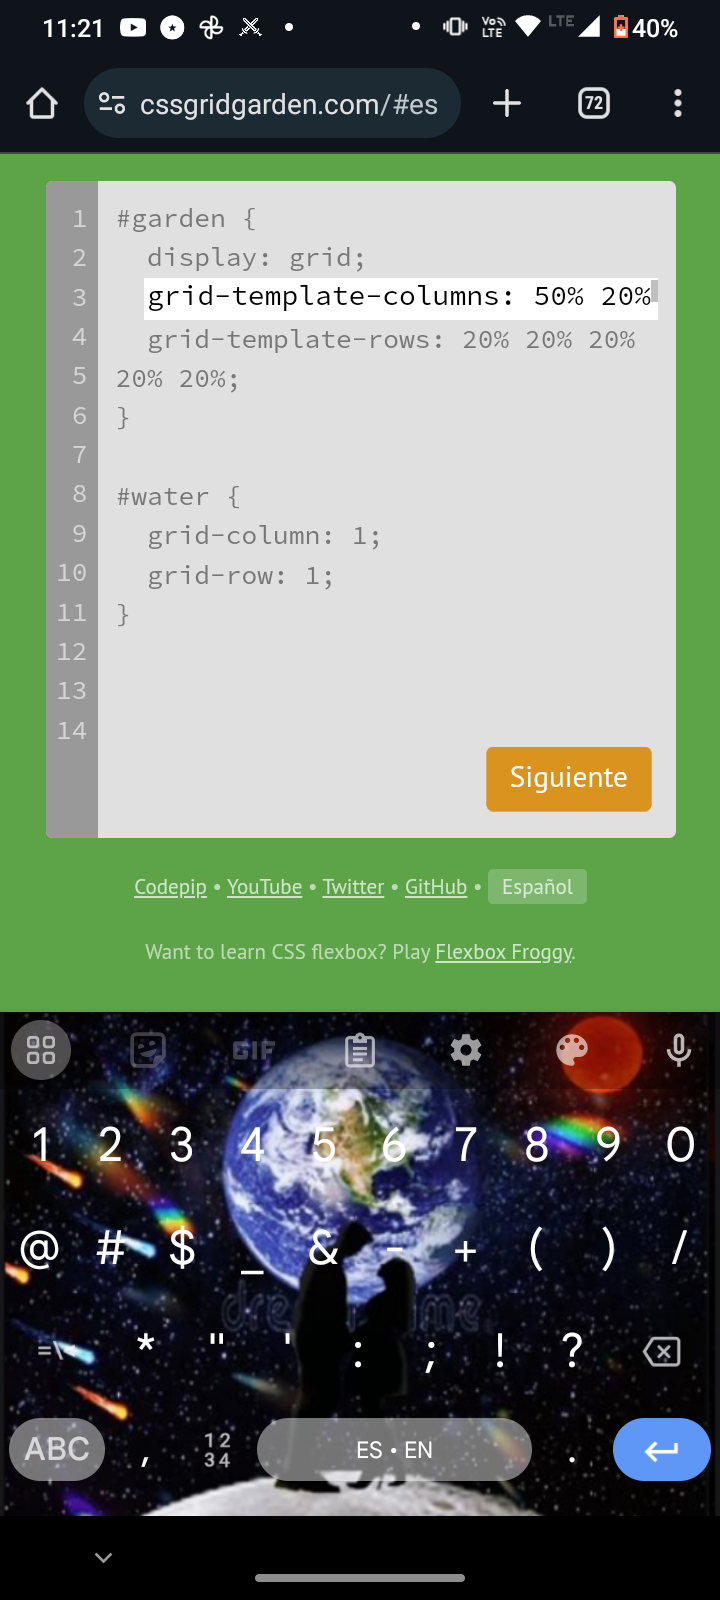 11:21 Vo LTE LTE 40%
cssgridgarden.com/#es 72
1 #garden {
2 display: grid;
3 grid-template-columns: 50% 20%
4 grid-template-rows: 20% 20% 20%
5 20% 20%;
6 }
7
8 #water {
9 grid-column: 1;
10 grid-row: 1;
11 }
12
13
14
Siguiente
Codepip • YouTube • Twitter • GitHub • Español
Want to learn CSS flexbox? Play Flexbox Froggy.
GIF
1 2 3 4 5 6 7 8 9 0
@ # $ _ & - + ( ) /
=\< * " ' : ; ! ?
ABC , 12 34 ES • EN .